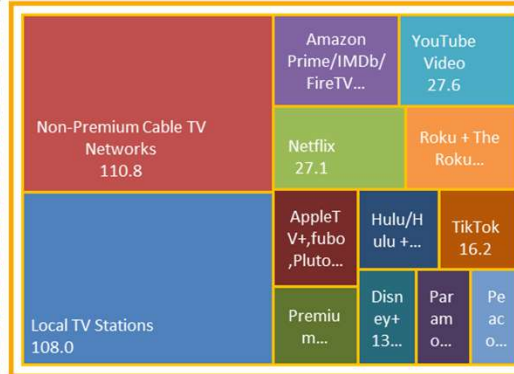 Non-Premium Cable TV
Networks
110.8
Local TV Stations
108.0
Amazon
Prime/IMDb/
FireTV...
YouTube
Video
27.6
Netflix
27.1
Roku + The
Roku...
AppleT
V+,fubo
,Pluto...
Hulu/H
ulu +...
TikTok
16.2
Premiu
m...
Disn
ey+
13...
Par
am
o...
Pe
ac
o...